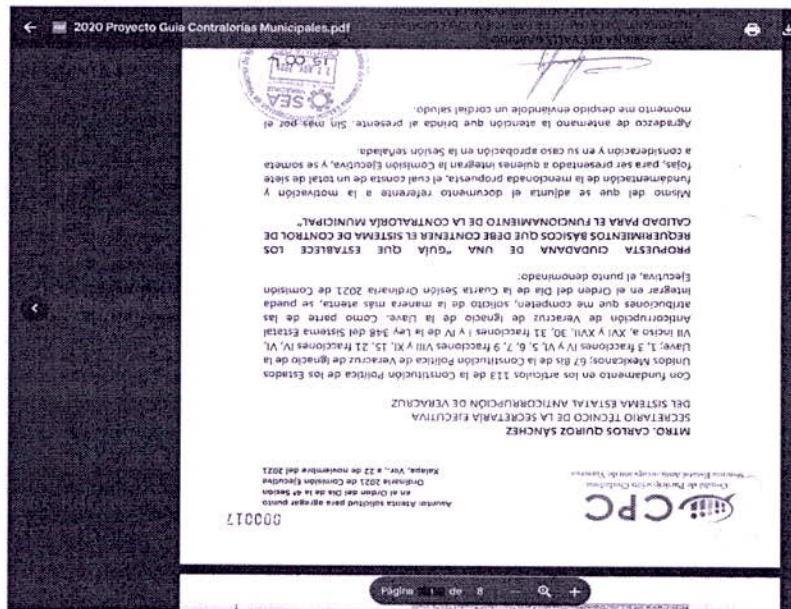 2020 Proyecto Guia Contralorías Municipales.pdf
000017
CPC
Comité de Participación Ciudadana
Asunto: Atenta solicitud para agregar punto
en el Orden del Día de la 4ª Sesión
Ordinaria 2021 de Comisión Ejecutiva
Xalapa, Ver., a 22 de noviembre del 2021
MTRO. CARLOS QUIROZ SÁNCHEZ
SECRETARIO TÉCNICO DE LA SECRETARÍA EJECUTIVA
DEL SISTEMA ESTATAL ANTICORRUPCIÓN DE VERACRUZ
Con fundamento en los artículos 113 de la Constitución Política de los Estados
Unidos Mexicanos; 67 Bis de la Constitución Política de Veracruz de Ignacio de la
Llave; 1, 3 fracciones IV y VI, 5, 6, 7, 9 fracciones VIII y XI, 15, 21 fracciones IV, VI,
VII inciso a, XVI y XVII, 30, 31 fracciones I y IV de la Ley 348 del Sistema Estatal
Anticorrupción de Veracruz de Ignacio de la Llave. Como parte de las
atribuciones que me competen, solicito de la manera más atenta, se pueda
integrar en el Orden del Día de la Cuarta Sesión Ordinaria 2021 de Comisión
Ejecutiva, el punto denominado:
PROPUESTA CIUDADANA DE UNA "GUÍA QUE ESTABLECE LOS
REQUERIMIENTOS BÁSICOS QUE DEBE CONTENER EL SISTEMA DE CONTROL DE
CALIDAD PARA EL FUNCIONAMIENTO DE LA CONTRALORÍA MUNICIPAL"
Mismo del que se adjunta el documento referente a la motivación y
fundamentación de la mencionada propuesta, el cual consta de un total de siete
fojas, para ser presentado a quienes integran la Comisión Ejecutiva, y se someta
a consideración y en su caso aprobación en la Sesión señalada.
Agradezco de antemano la atención que brinda al presente. Sin más por el
momento me despido enviándole un cordial saludo.
SEA
VERACRUZ
Página de 8